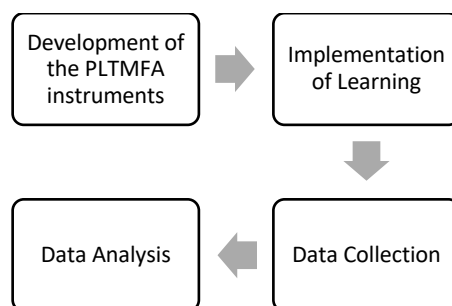 Development of
the PLTMFA
instruments
Implementation
of Learning
Data Collection
Data Analysis